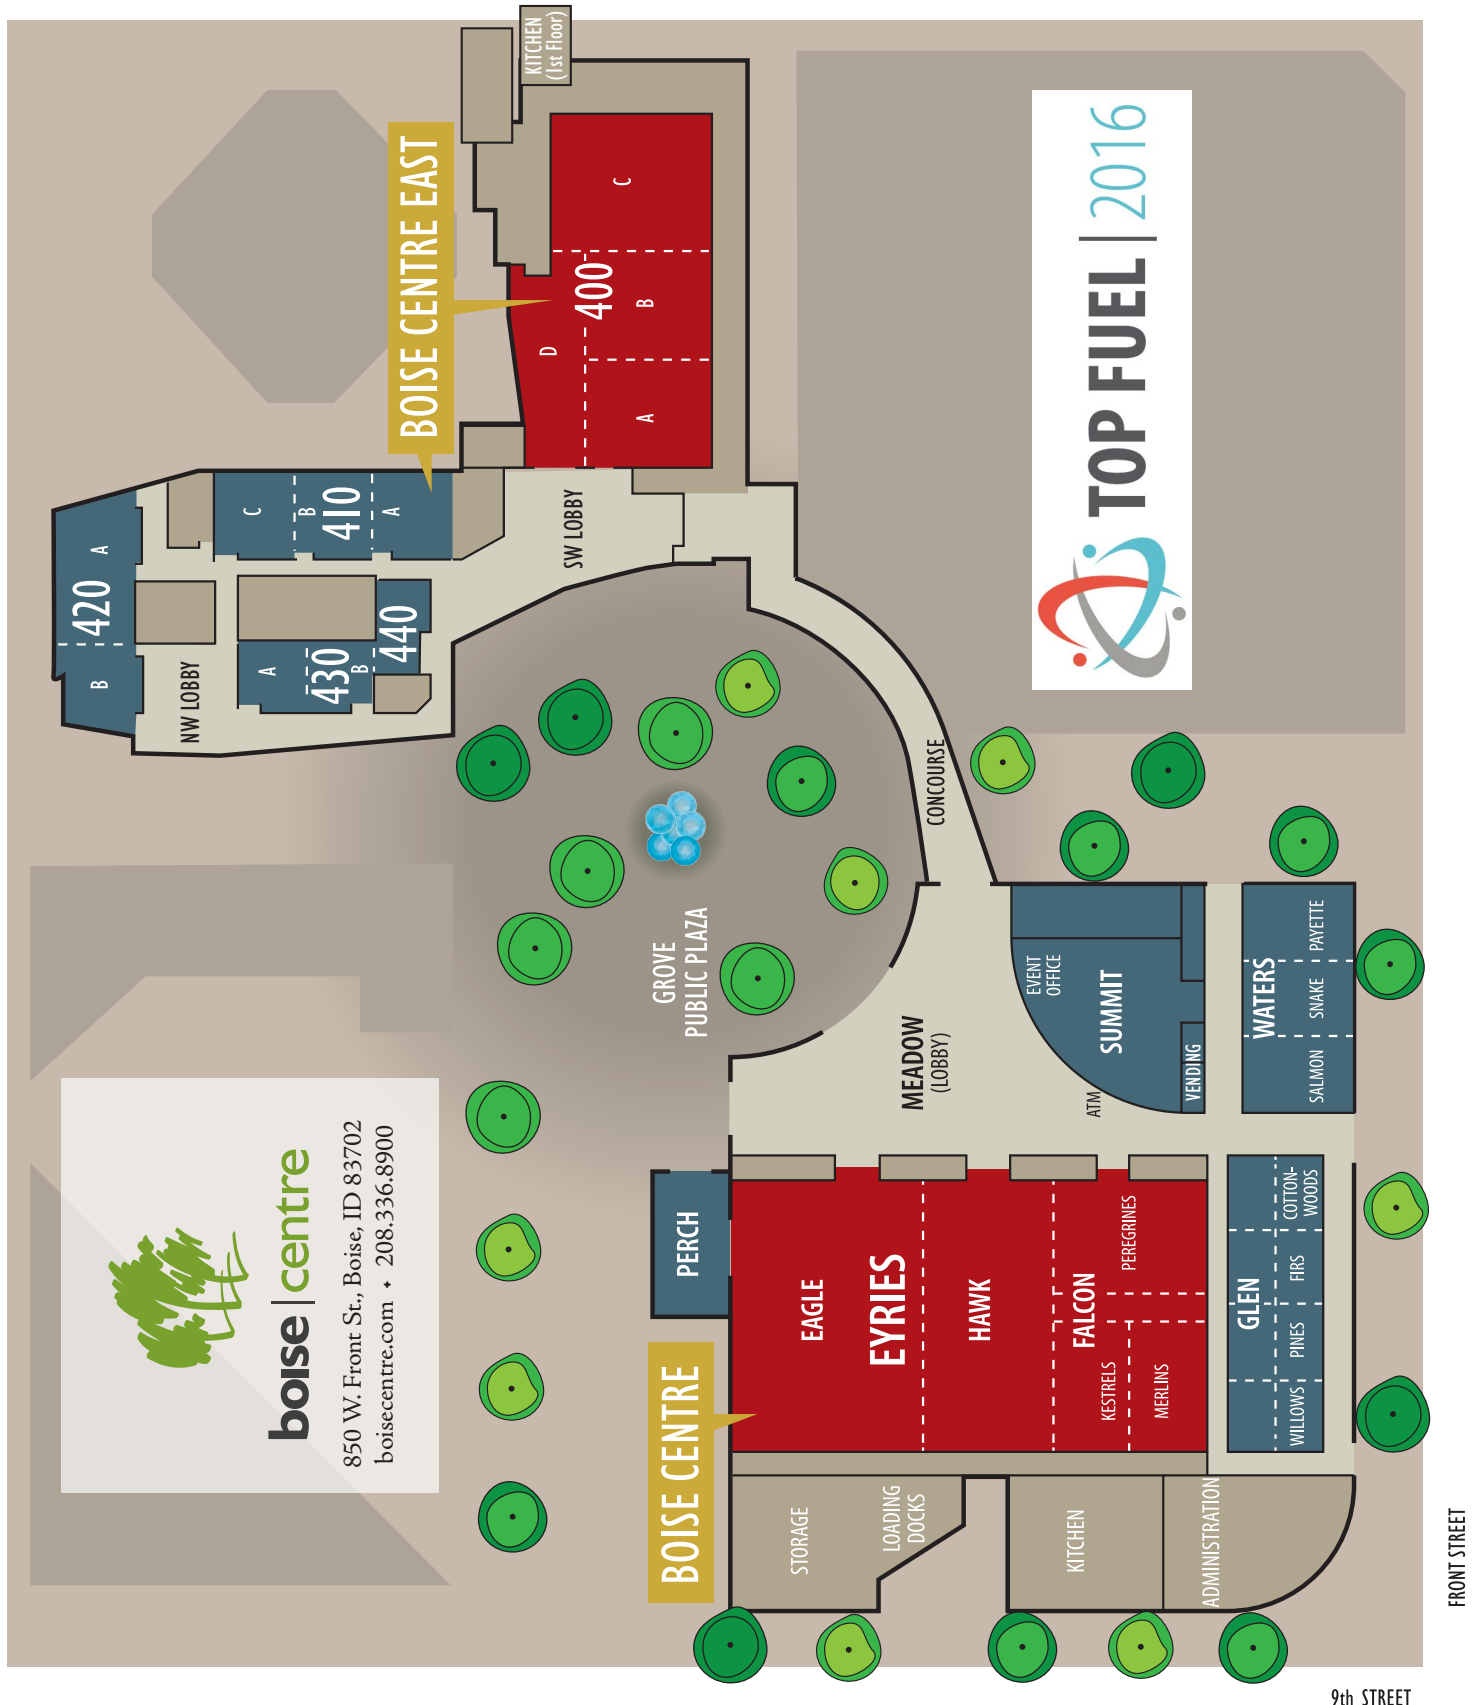 KITCHEN
(1st Floor)
BOISE CENTRE EAST
C
400
B
D
A
TOP FUEL | 2016
420
A
B
C
B
410
A
SW LOBBY
NW LOBBY
A
430
B
440
CONCOURSE
GROVE
PUBLIC PLAZA
MEADOW
(LOBBY)
EVENT
OFFICE
SUMMIT
VENDING
ATM
WATERS
PAYETTE
SNAKE
SALMON
boise | centre
850 W. Front St., Boise, ID 83702
boisecentre.com • 208.336.8900
PERCH
BOISE CENTRE
EAGLE
EYRIES
HAWK
FALCON
PEREGRINES
KESTRELS
MERLINS
GLEN
COTTON-
WOODS
FIRS
PINES
WILLOWS
STORAGE
LOADING
DOCKS
KITCHEN
ADMINISTRATION
FRONT STREET
9th STREET